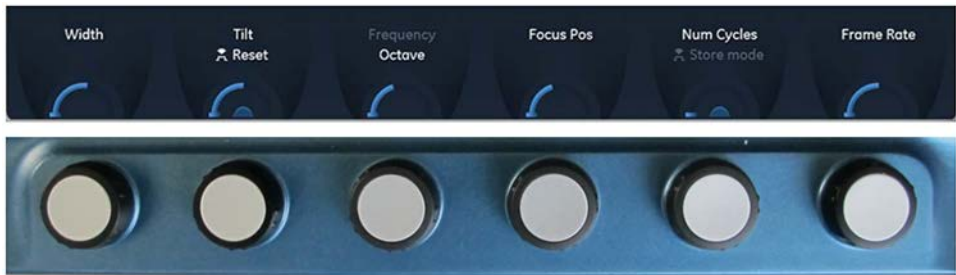 Width
Tilt
Reset
Frequency
Octave
Focus Pos
Num Cycles
Store mode
Frame Rate